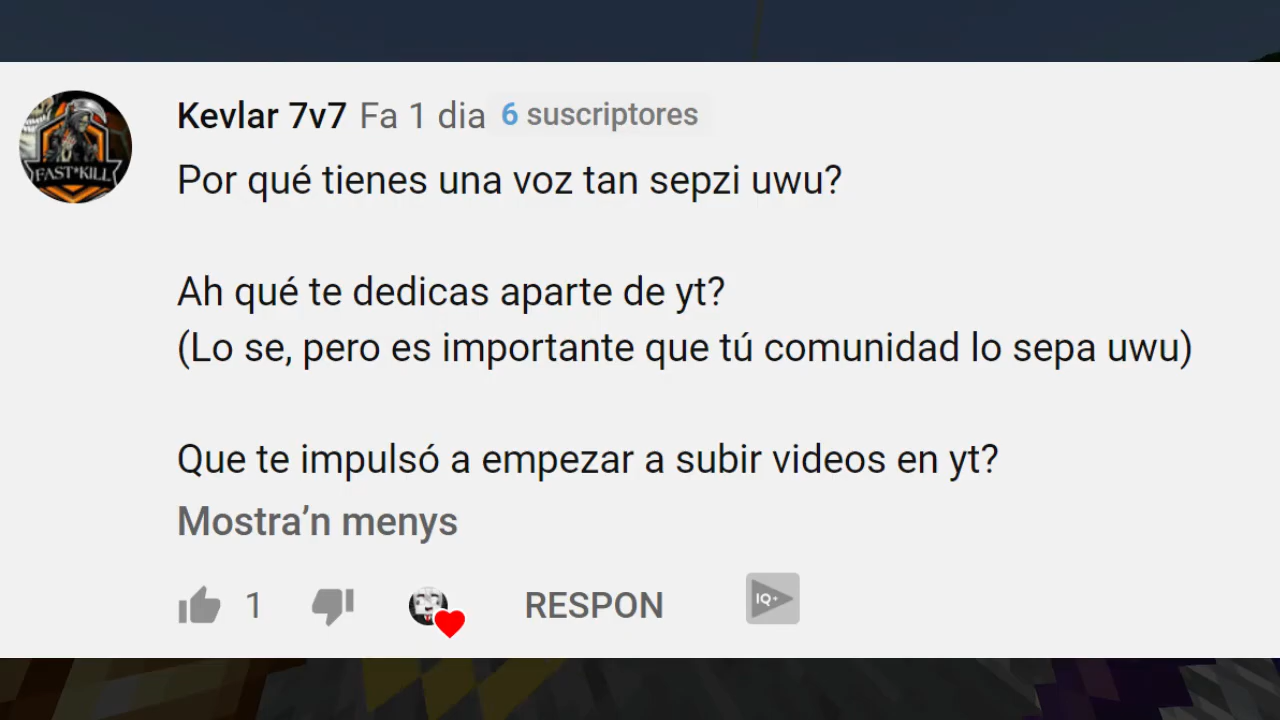 Kevlar 7v7 Fa 1 dia 6 suscriptores
FAST*KILL
Por qué tienes una voz tan sepzi uwu?
Ah qué te dedicas aparte de yt?
(Lo se, pero es importante que tú comunidad lo sepa uwu)
Que te impulsó a empezar a subir videos en yt?
Mostra’n menys
1 RESPON IQ+